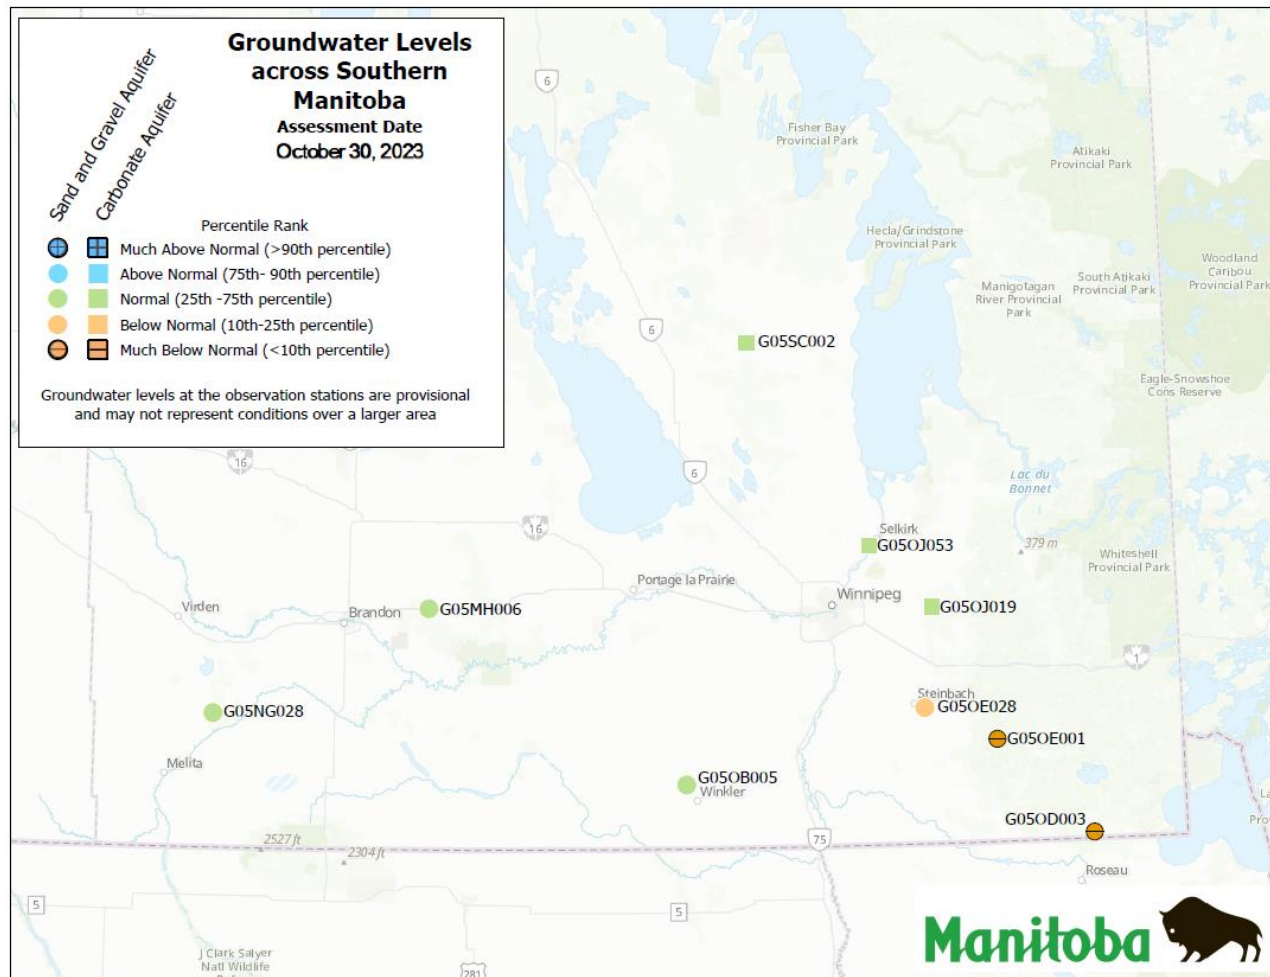 Groundwater Levels
across Southern
Manitoba
Assessment Date
October 30, 2023
Sand and Gravel Aquifer
Carbonate Aquifer
Percentile Rank
Much Above Normal (>90th percentile)
Above Normal (75th- 90th percentile)
Normal (25th -75th percentile)
Below Normal (10th-25th percentile)
Much Below Normal (<10th percentile)
Groundwater levels at the observation stations are provisional
and may not represent conditions over a larger area
6
Fisher Bay
Provincial Park
Atikaki
Provincial Park
Hecla/Grindstone
Provincial Park
Woodland
Caribou
Provincial Park
South Atikaki
Provincial Park
Manigotagan
River Provincial
Park
6
G05SC002
Eagle-Snowshoe
Cons Reserve
16
6
Lac du
Bonnet
16
Selkirk
G05OJ053
379 m
Whiteshell
Provincial Park
Portage la Prairie
Winnipeg
Virden
Brandon
G05MH006
G05OJ019
1
Steinbach
G05OE028
G05NG028
G05OE001
Melita
G05OB005
Winkler
G05OD003
2527 ft
2304 ft
75
Roseau
5
5
J Clark Salyer
Natl Wildlife
281
Manitoba